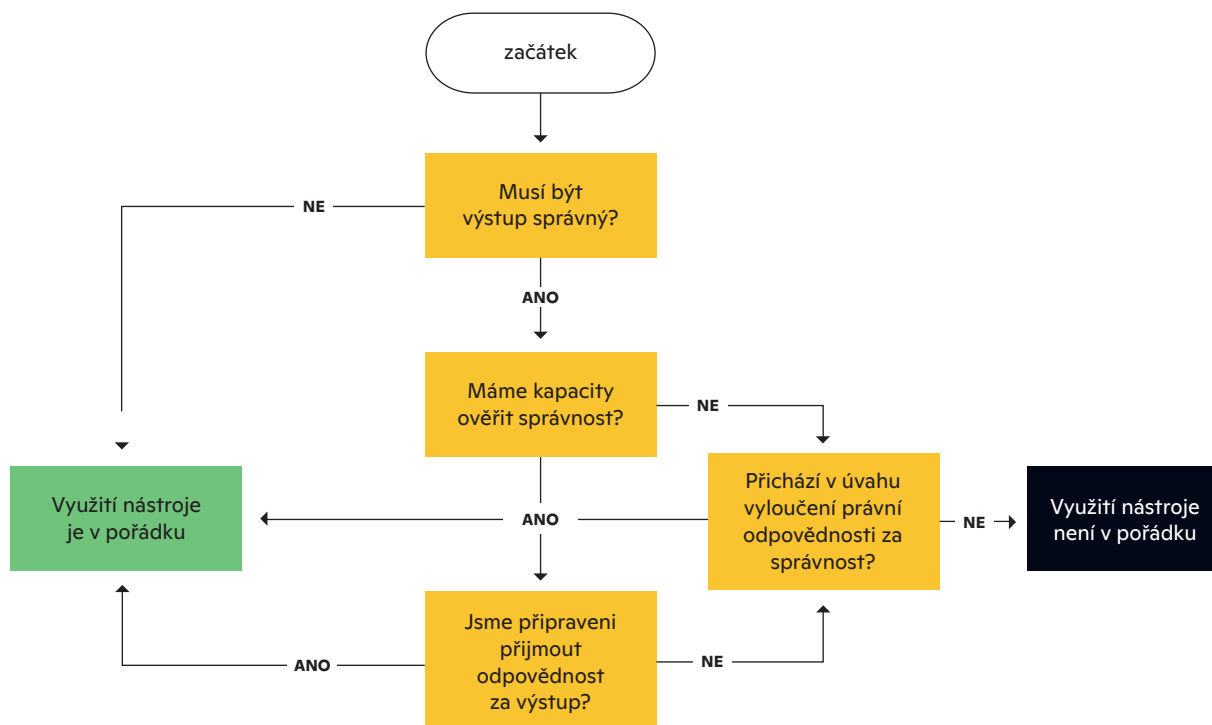 začátek
Musí být
výstup správný?
NE
ANO
Máme kapacity
ověřit správnost?
NE
Přichází v úvahu
vyloučení právní
odpovědnosti za
správnost?
NE
Využití nástroje
není v pořádku
Využití nástroje
je v pořádku
ANO
Jsme připraveni
přijmout
odpovědnost
za výstup?
ANO
NE